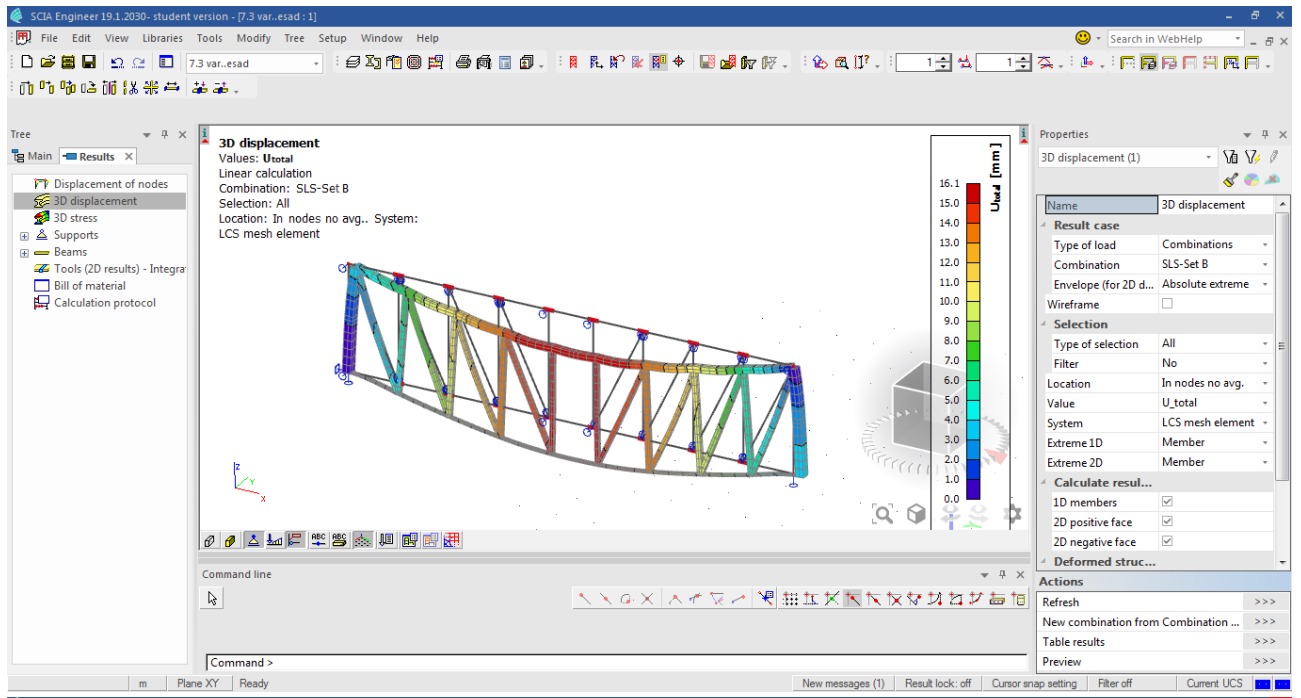 SCIA Engineer 19.1.2030- student version - [7.3 var..esad : 1]
File Edit View Libraries Tools Modify Tree Setup Window Help
Search in WebHelp
7.3 var..esad
1
1
Tree
Main Results
Displacement of nodes
3D displacement
3D stress
Supports
Beams
Tools (2D results) - Integra
Bill of material
Calculation protocol
3D displacement
Values: Utotal
Linear calculation
Combination: SLS-Set B
Selection: All
Location: In nodes no avg.. System:
LCS mesh element
Utotal [mm]
16.1
15.0
14.0
13.0
12.0
11.0
10.0
9.0
8.0
7.0
6.0
5.0
4.0
3.0
2.0
1.0
0.0
z
Y
x
ABC
ABC
Command line
Command >
Properties
3D displacement (1)
Name 3D displacement
Result case
Type of load Combinations
Combination SLS-Set B
Envelope (for 2D d... Absolute extreme
Wireframe
Selection
Type of selection All
Filter No
Location In nodes no avg.
Value U_total
System LCS mesh element
Extreme 1D Member
Extreme 2D Member
Calculate resul...
1D members
2D positive face
2D negative face
Deformed struc...
Actions
Refresh >>>
New combination from Combination ... >>>
Table results >>>
Preview >>>
m Plane XY Ready New messages (1) Result lock: off Cursor snap setting Filter off Current UCS